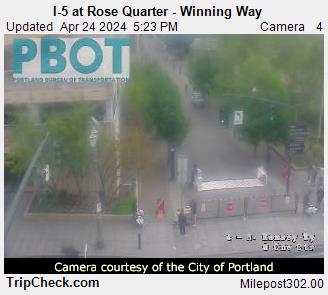 I-5 at Rose Quarter - Winning Way
Updated  Apr 24 2024  5:23 PM    Camera    4
PBOT
PORTLAND BUREAU OF TRANSPORTATION
Camera courtesy of the City of Portland
TripCheck.com    Milepost302.00